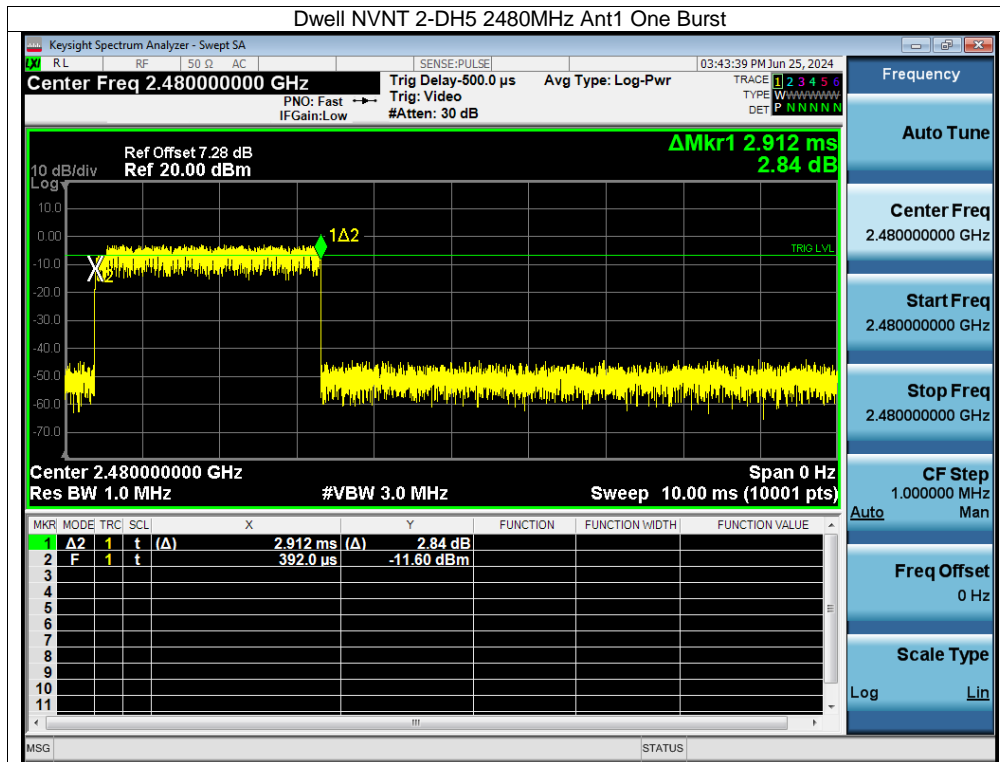 Dwell NVNT 2-DH5 2480MHz Ant1 One Burst
Keysight Spectrum Analyzer - Swept SA
LXI RL RF 50 Ω AC SENSE:PULSE 03:43:39 PM Jun 25, 2024
Center Freq 2.480000000 GHz
PNO: Fast
IFGain:Low
Trig Delay-500.0 µs
Trig: Video
#Atten: 30 dB
Avg Type: Log-Pwr
TRACE 1 2 3 4 5 6
TYPE WWWWWW
DET P NNNNN
ΔMkr1 2.912 ms
2.84 dB
Ref Offset 7.28 dB
10 dB/div Ref 20.00 dBm
Log
10.0
0.00
-10.0
-20.0
-30.0
-40.0
-50.0
-60.0
-70.0
1Δ2
TRIG LVL
2
Center 2.480000000 GHz Span 0 Hz
Res BW 1.0 MHz #VBW 3.0 MHz Sweep 10.00 ms (10001 pts)
MKR MODE TRC SCL X Y FUNCTION FUNCTION WIDTH FUNCTION VALUE
1 Δ2 1 t (Δ) 2.912 ms (Δ) 2.84 dB
2 F 1 t 392.0 µs -11.60 dBm
3
4
5
6
7
8
9
10
11
MSG STATUS
Frequency
Auto Tune
Center Freq
2.480000000 GHz
Start Freq
2.480000000 GHz
Stop Freq
2.480000000 GHz
CF Step
1.000000 MHz
Auto Man
Freq Offset
0 Hz
Scale Type
Log Lin